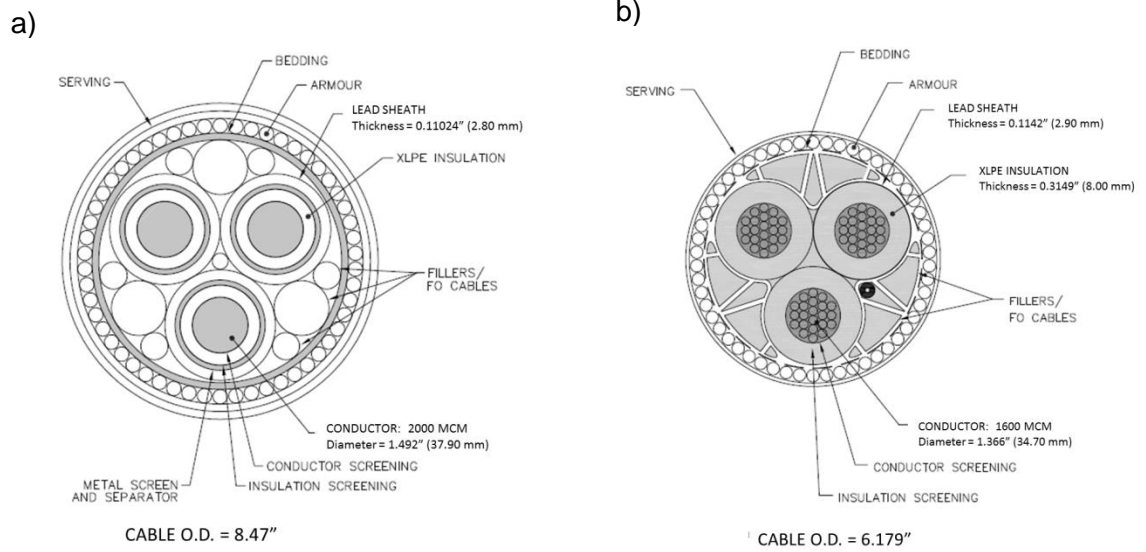 a)
BEDDING
SERVING
ARMOUR
LEAD SHEATH
Thickness = 0.11024” (2.80 mm)
XLPE INSULATION
FILLERS/
FO CABLES
CONDUCTOR: 2000 MCM
Diameter = 1.492” (37.90 mm)
CONDUCTOR SCREENING
METAL SCREEN
AND SEPARATOR
INSULATION SCREENING
CABLE O.D. = 8.47”
b)
BEDDING
ARMOUR
SERVING
LEAD SHEATH
Thickness = 0.1142” (2.90 mm)
XLPE INSULATION
Thickness = 0.3149” (8.00 mm)
FILLERS/
FO CABLES
CONDUCTOR: 1600 MCM
Diameter = 1.366” (34.70 mm)
CONDUCTOR SCREENING
INSULATION SCREENING
CABLE O.D. = 6.179”